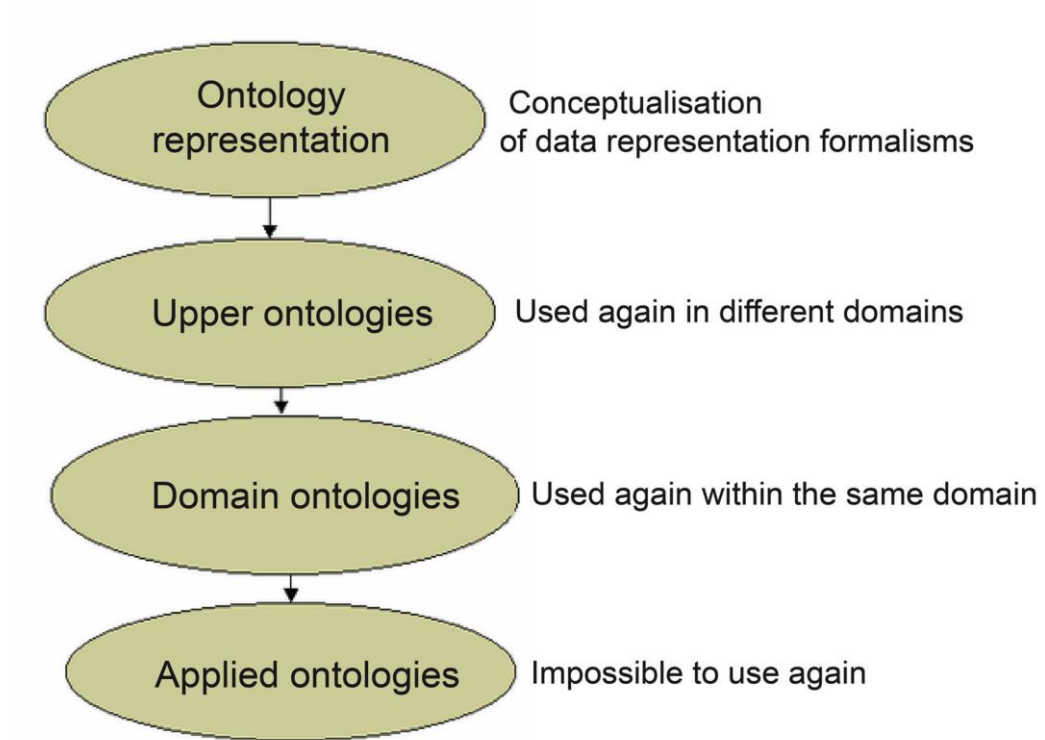 Ontology
representation
Conceptualisation
of data representation formalisms
Upper ontologies
Used again in different domains
Domain ontologies
Used again within the same domain
Applied ontologies
Impossible to use again